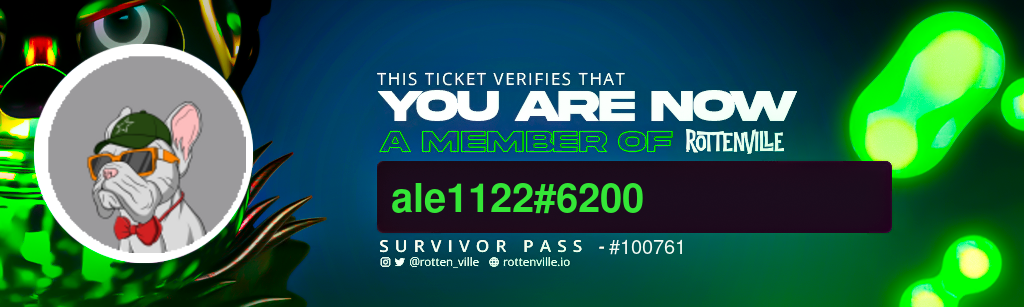 THIS TICKET VERIFIES THAT
YOU ARE NOW
A MEMBER OF ROTTENVILLE
ale1122#6200
SURVIVOR PASS - #100761
@rotten_ville rottenville.io